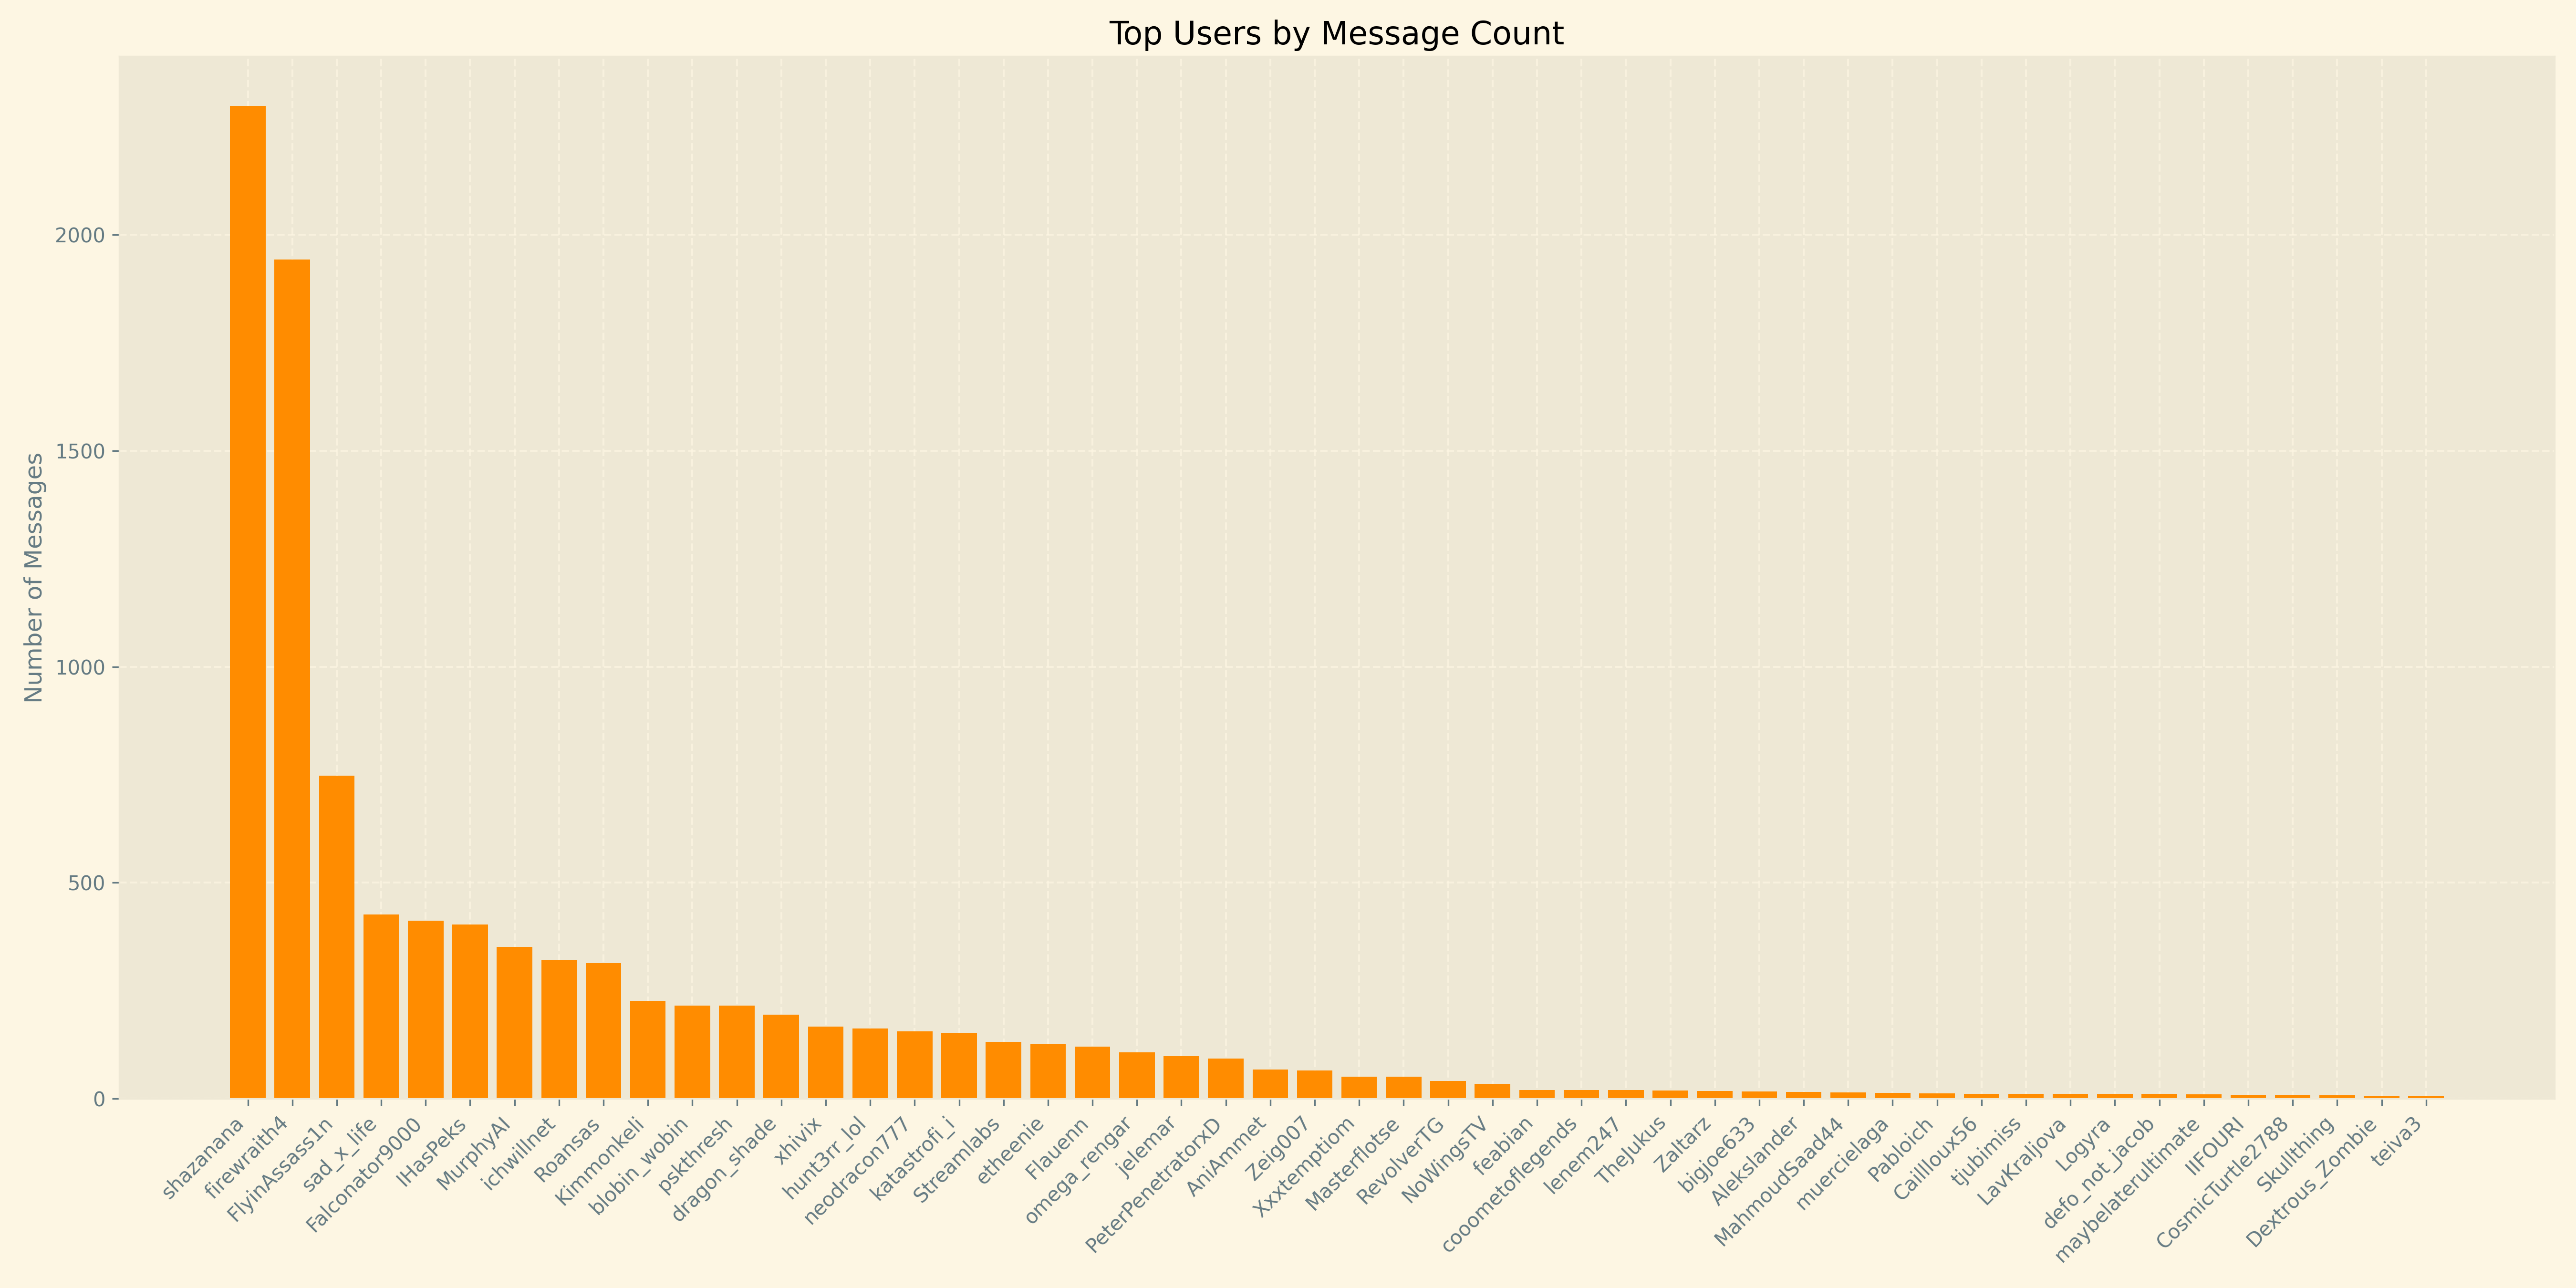 Top Users by Message Count
Number of Messages
2000
1500
1000
500
0
shazanana
firewraith4
FlyinAssass1n
sad_x_life
Falconator9000
IHasPeks
MurphyAI
ichwillnet
Roansas
Kimmonkeli
blobin_wobin
pskthresh
dragon_shade
xhivix
hunt3rr_lol
neodracon777
katastrofi_j
Streamlabs
etheenie
Flauenn
omega_rengar
jelemar
PeterPenetratorxD
AniAmmet
Zeig007
Xxxtemptiom
Masterflotse
RevolverTG
NoWingsTV
feabian
cooometoflegends
lenem247
TheJukus
Zaltarz
bigjoe633
Alekslander
MahmoudSaad44
muercielaga
Pabloich
Caillloux56
tjubimiss
LavKraljova
Logyra
defo_not_jacob
maybelaterultimate
IIFOURI
CosmicTurtle2788
Skullthing
Dextrous_Zombie
teiva3